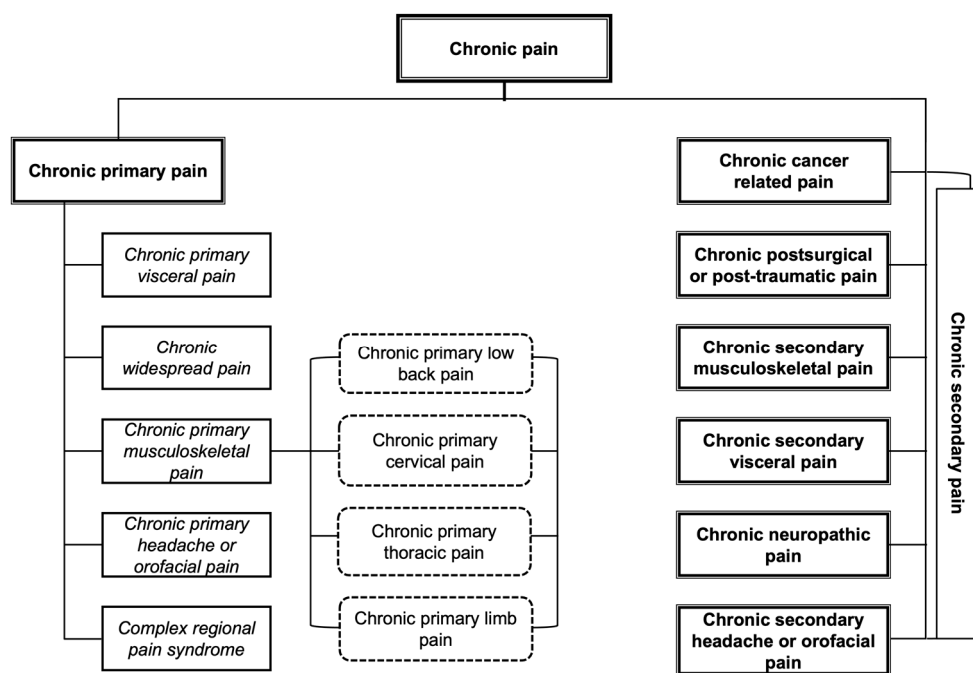 Chronic pain
Chronic primary pain
Chronic primary
visceral pain
Chronic
widespread pain
Chronic primary
musculoskeletal
pain
Chronic primary
headache or
orofacial pain
Complex regional
pain syndrome
Chronic primary low
back pain
Chronic primary
cervical pain
Chronic primary
thoracic pain
Chronic primary limb
pain
Chronic cancer
related pain
Chronic postsurgical
or post-traumatic pain
Chronic secondary
musculoskeletal pain
Chronic secondary
visceral pain
Chronic neuropathic
pain
Chronic secondary
headache or orofacial
pain
Chronic secondary pain